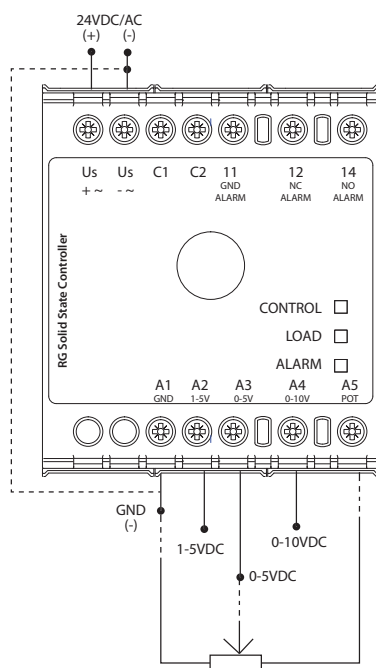 24VDC/AC
(+) (-)
Us Us C1 C2 11 12 14
+ ~ - ~ GND NC NO
ALARM ALARM ALARM
RG Solid State Controller
CONTROL
LOAD
ALARM
A1 A2 A3 A4 A5
GND 1-5V 0-5V 0-10V POT
GND
(-)
1-5VDC
0-10VDC
0-5VDC